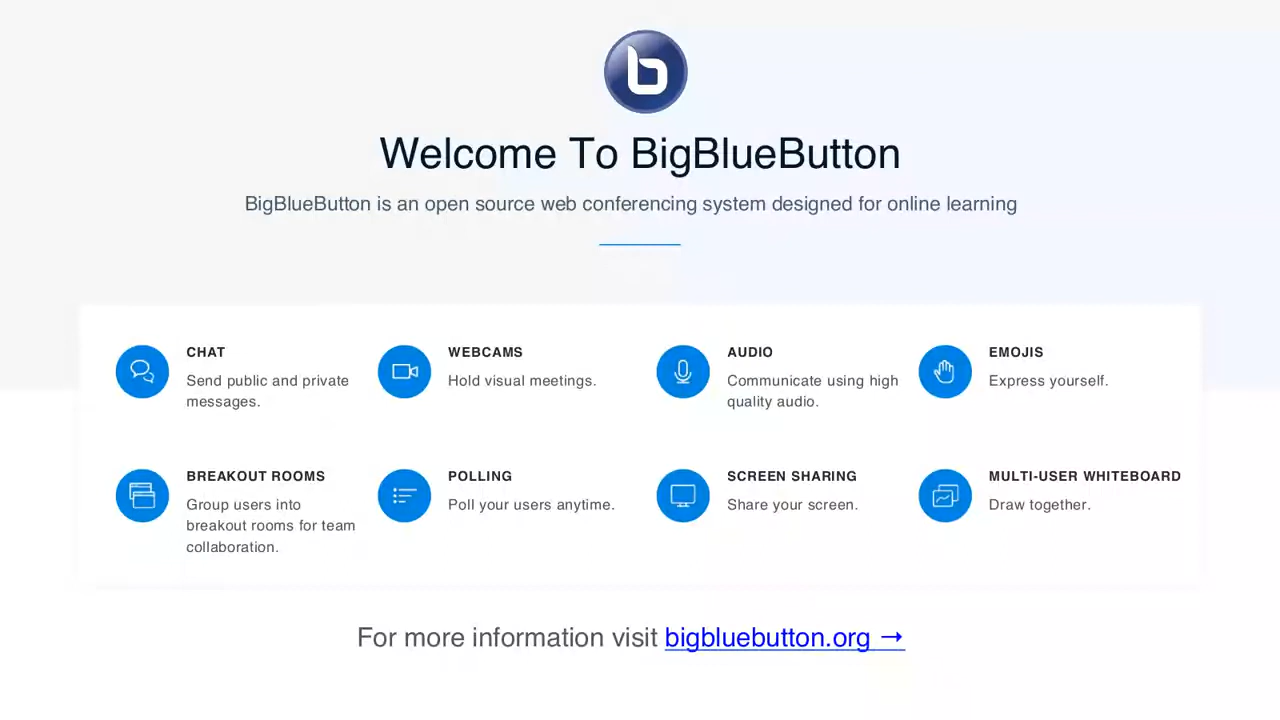 Welcome To BigBlueButton
BigBlueButton is an open source web conferencing system designed for online learning
CHAT
Send public and private
messages.
WEBCAMS
Hold visual meetings.
AUDIO
Communicate using high
quality audio.
EMOJIS
Express yourself.
BREAKOUT ROOMS
Group users into
breakout rooms for team
collaboration.
POLLING
Poll your users anytime.
SCREEN SHARING
Share your screen.
MULTI-USER WHITEBOARD
Draw together.
For more information visit bigbluebutton.org →